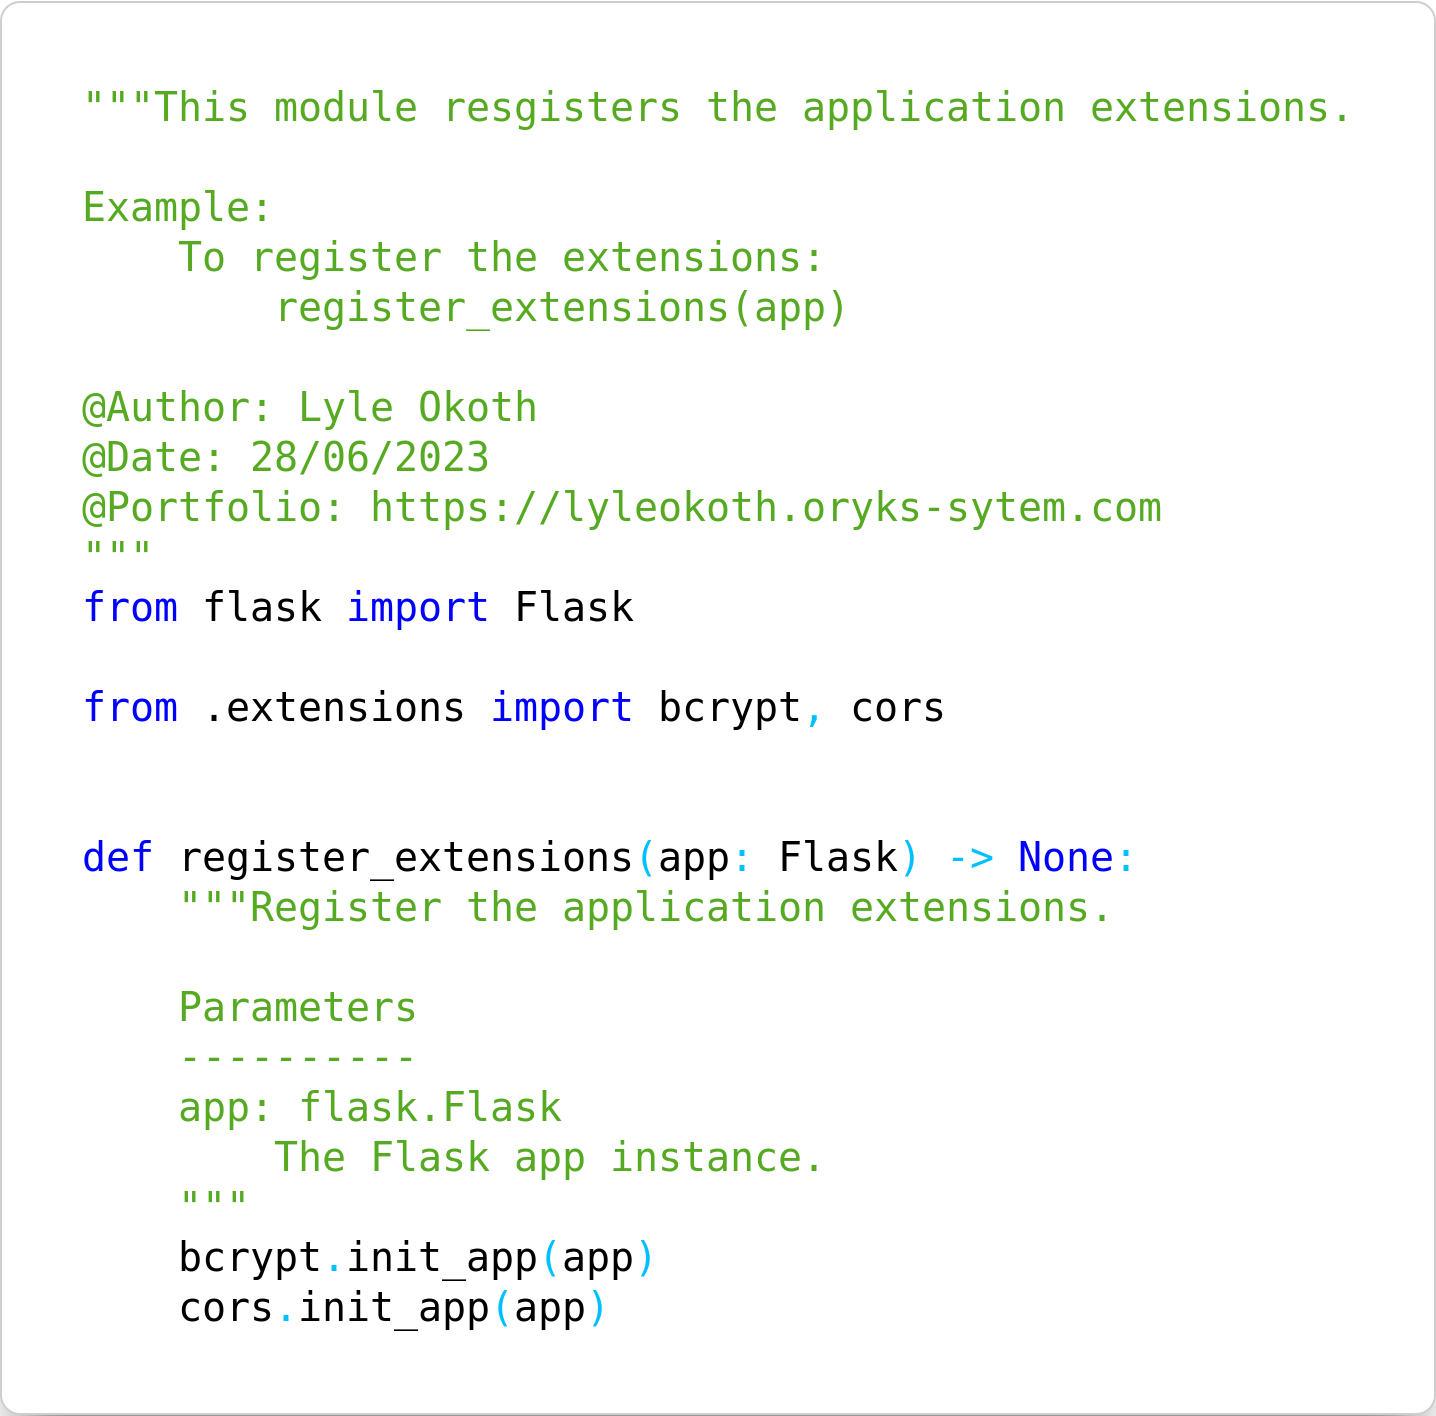 """This module resgisters the application extensions.

Example:
    To register the extensions:
        register_extensions(app)

@Author: Lyle Okoth
@Date: 28/06/2023
@Portfolio: https://lyleokoth.oryks-sytem.com
"""
from flask import Flask

from .extensions import bcrypt, cors


def register_extensions(app: Flask) -> None:
    """Register the application extensions.

    Parameters
    ----------
    app: flask.Flask
        The Flask app instance.
    """
    bcrypt.init_app(app)
    cors.init_app(app)